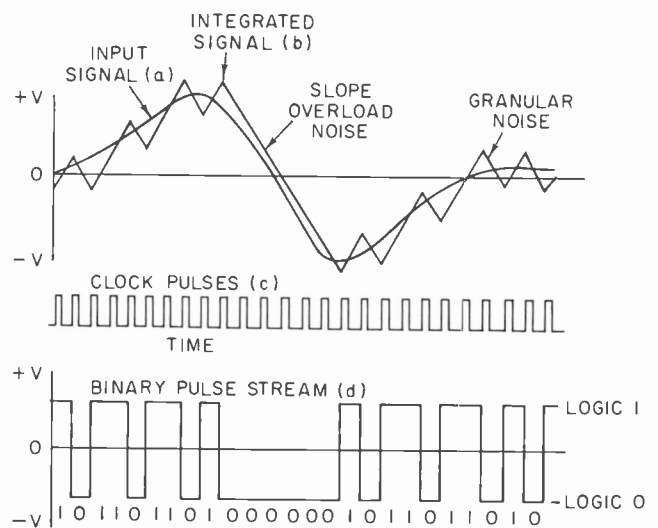 INTEGRATED
SIGNAL (b)
INPUT
SIGNAL (a)
SLOPE
OVERLOAD
NOISE
GRANULAR
NOISE
+V
0
−V
CLOCK PULSES (c)
TIME
+V
BINARY PULSE STREAM (d)
LOGIC 1
0
LOGIC 0
−V
1 0 1 1 0 1 1 0 1 0 0 0 0 0 0 1 0 1 1 0 1 1 0 1 0